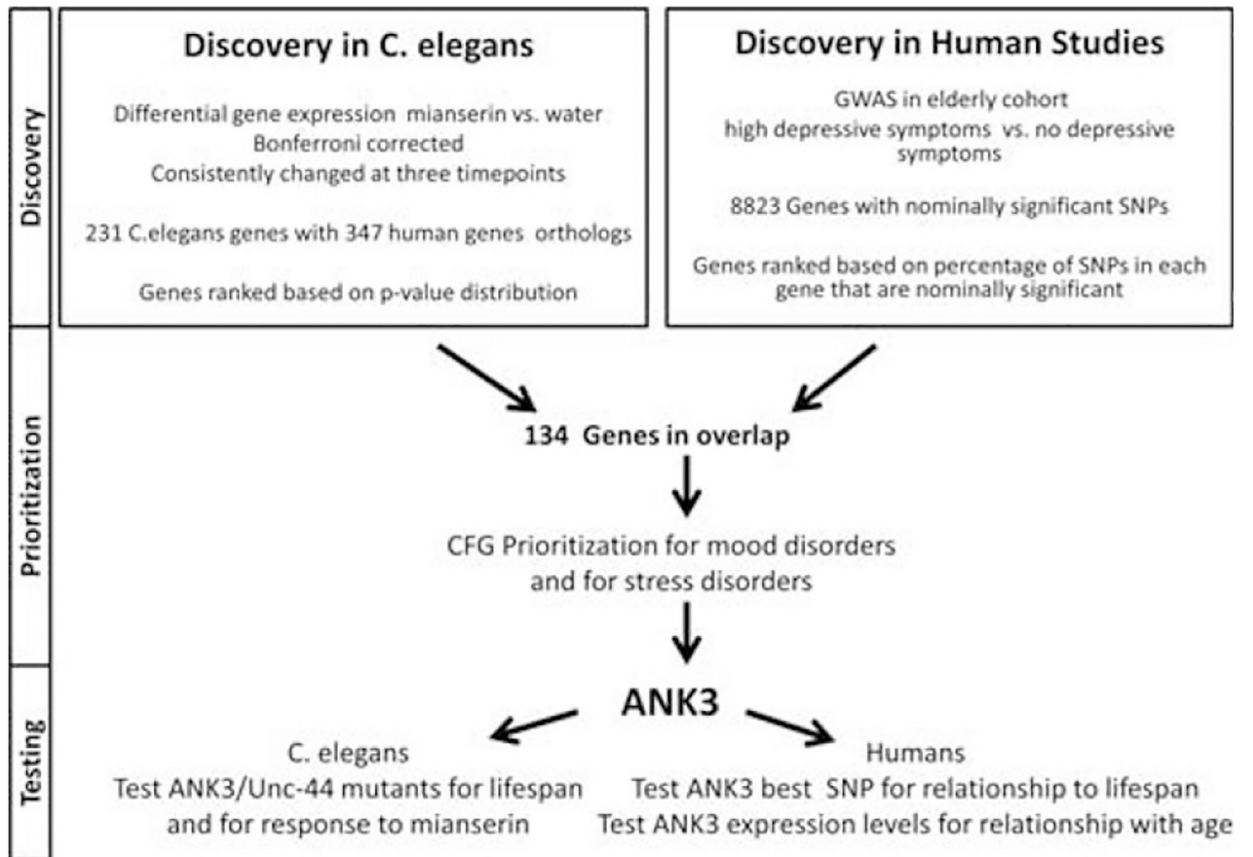 Discovery
Discovery in C. elegans
Differential gene expression mianserin vs. water
Bonferroni corrected
Consistently changed at three timepoints
231 C.elegans genes with 347 human genes orthologs
Genes ranked based on p-value distribution
Discovery in Human Studies
GWAS in elderly cohort
high depressive symptoms vs. no depressive
symptoms
8823 Genes with nominally significant SNPs
Genes ranked based on percentage of SNPs in each
gene that are nominally significant
Prioritization
134 Genes in overlap
CFG Prioritization for mood disorders
and for stress disorders
Testing
ANK3
C. elegans
Test ANK3/Unc-44 mutants for lifespan
and for response to mianserin
Humans
Test ANK3 best SNP for relationship to lifespan
Test ANK3 expression levels for relationship with age